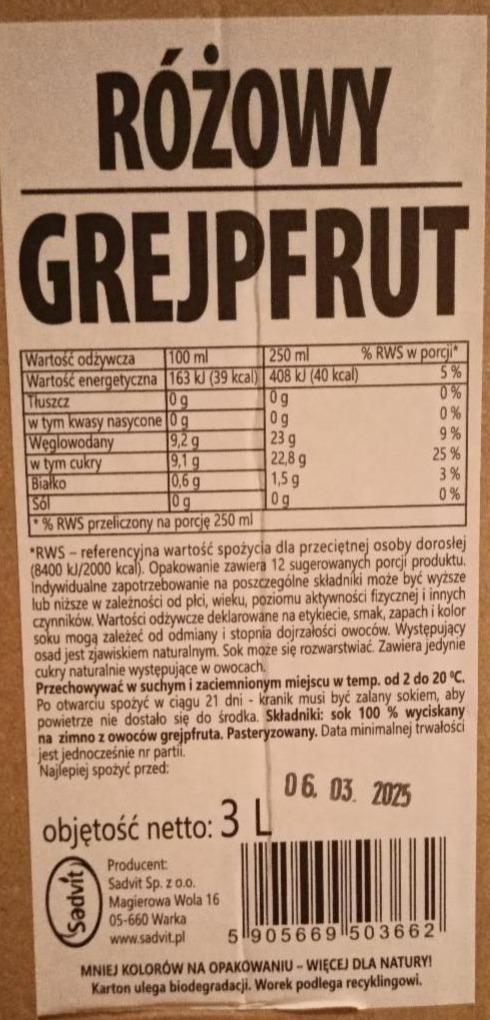 RÓŻOWY
GREJPFRUT
Wartość odżywcza 100 ml 250 ml % RWS w porcji*
Wartość energetyczna 163 kJ (39 kcal) 408 kJ (40 kcal) 5 %
Tłuszcz 0 g 0 g 0 %
w tym kwasy nasycone 0 g 0 g 0 %
Węglowodany 9,2 g 23 g 9 %
w tym cukry 9,1 g 22,8 g 25 %
Białko 0,6 g 1,5 g 3 %
Sól 0 g 0 g 0 %
* % RWS przeliczony na porcję 250 ml
*RWS – referencyjna wartość spożycia dla przeciętnej osoby dorosłej
(8400 kJ/2000 kcal). Opakowanie zawiera 12 sugerowanych porcji produktu.
Indywidualne zapotrzebowanie na poszczególne składniki może być wyższe
lub niższe w zależności od płci, wieku, poziomu aktywności fizycznej i innych
czynników. Wartości odżywcze deklarowane na etykiecie, smak, zapach i kolor
soku mogą zależeć od odmiany i stopnia dojrzałości owoców. Występujący
osad jest zjawiskiem naturalnym. Sok może się rozwarstwiać. Zawiera jedynie
cukry naturalnie występujące w owocach.
Przechowywać w suchym i zaciemnionym miejscu w temp. od 2 do 20 °C.
Po otwarciu spożyć w ciągu 21 dni - kranik musi być zalany sokiem, aby
powietrze nie dostało się do środka. Składniki: sok 100 % wyciskany
na zimno z owoców grejpfruta. Pasteryzowany. Data minimalnej trwałości
jest jednocześnie nr partii.
Najlepiej spożyć przed:
06. 03. 2025
objętość netto: 3 L
Sadvit
Producent:
Sadvit Sp. z o.o.
Magierowa Wola 16
05-660 Warka
www.sadvit.pl
5 905669 503662
MNIEJ KOLORÓW NA OPAKOWANIU – WIĘCEJ DLA NATURY!
Karton ulega biodegradacji. Worek podlega recyklingowi.